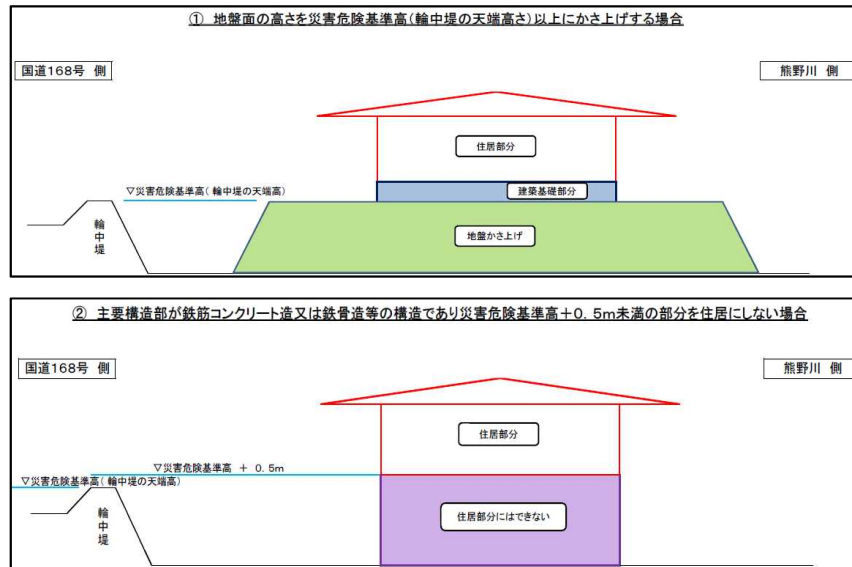 ① 地盤面の高さを災害危険基準高(輪中堤の天端高さ)以上にかさ上げする場合
国道168号 側
熊野川 側
住居部分
▽災害危険基準高( 輪中堤の天端高)
建築基礎部分
輪中堤
地盤かさ上げ
② 主要構造部が鉄筋コンクリート造又は鉄骨造等の構造であり災害危険基準高+0. 5m未満の部分を住居にしない場合
国道168号 側
熊野川 側
住居部分
▽災害危険基準高 + 0. 5m
▽災害危険基準高( 輪中堤の天端高)
輪中堤
住居部分にはできない